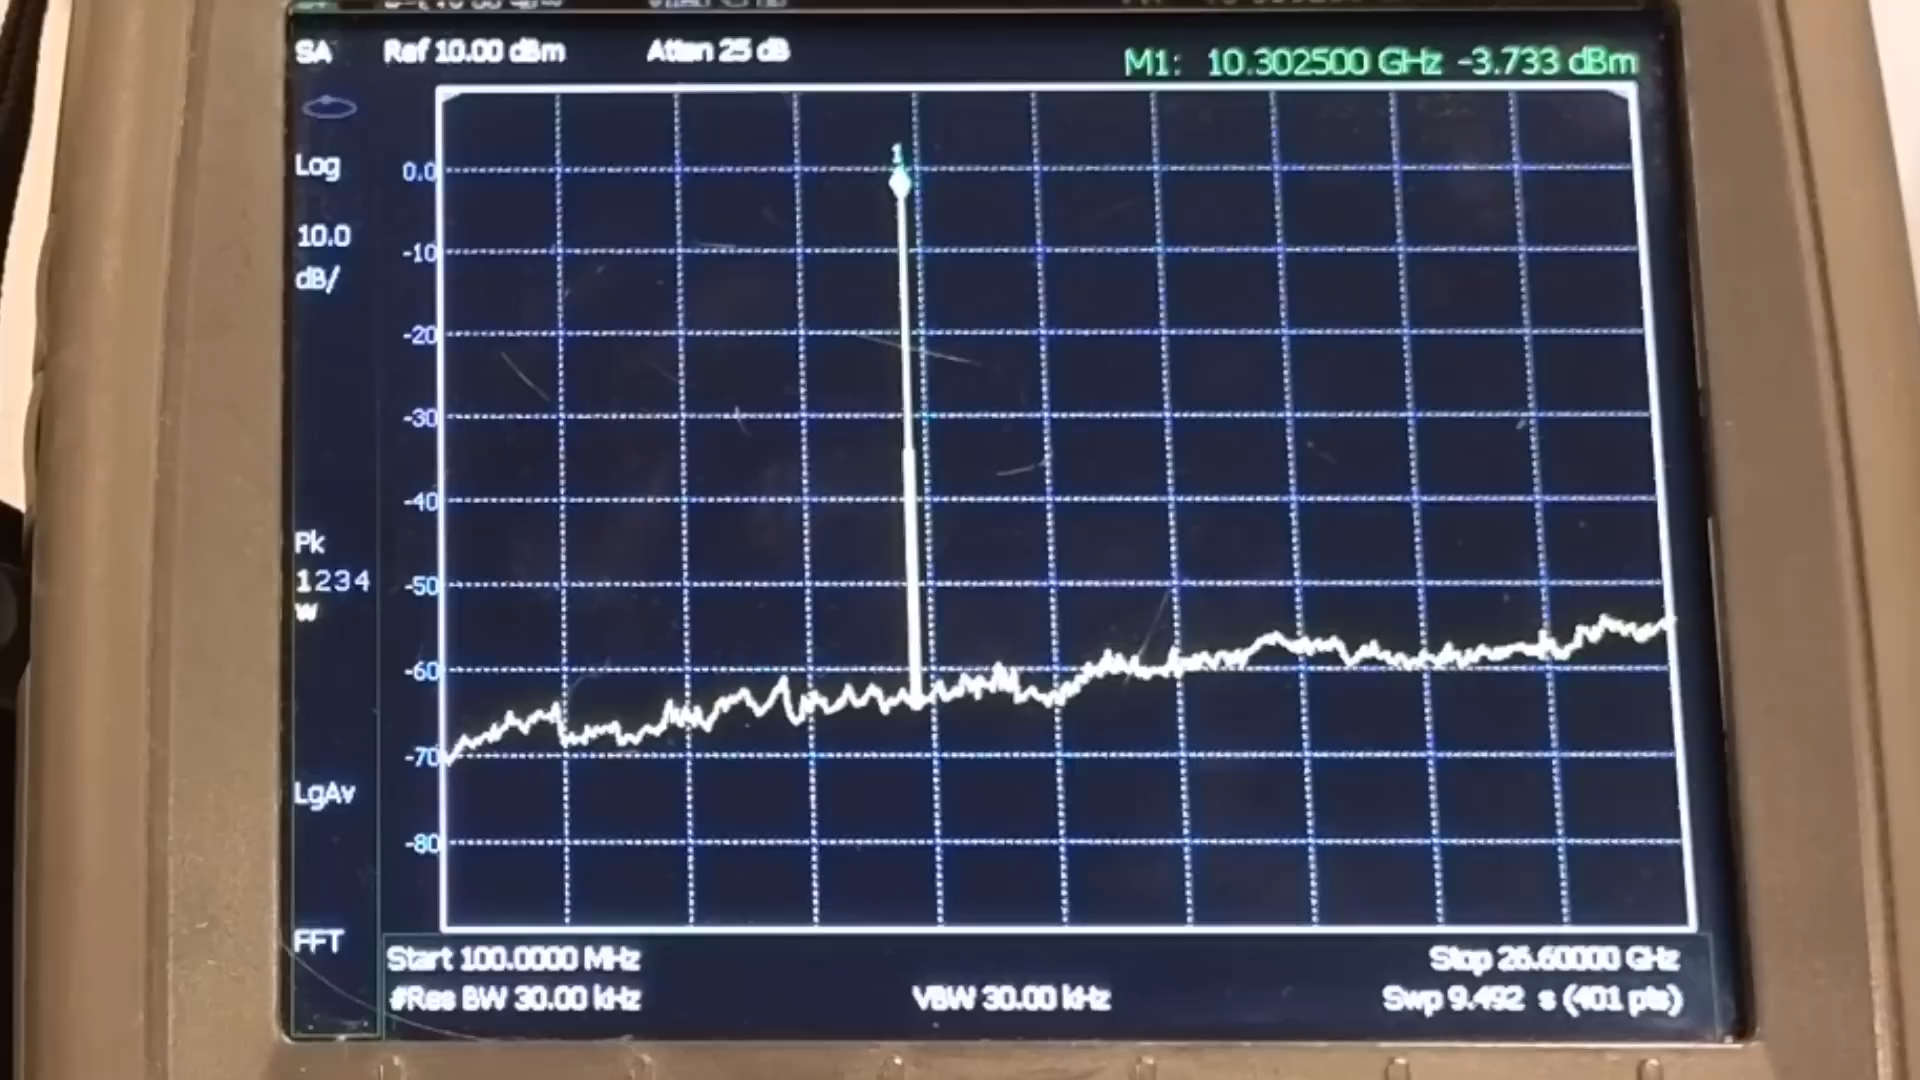 SA Ref 10.00 dBm Atten 25 dB M1: 10.302500 GHz -3.733 dBm
Log
10.0
dB/
Pk
1234
W
LgAv
FFT
1
0.0
-10
-20
-30
-40
-50
-60
-70
-80
Start 100.0000 MHz Stop 26.60000 GHz
#Res BW 30.00 kHz VBW 30.00 kHz Swp 9.492 s (401 pts)